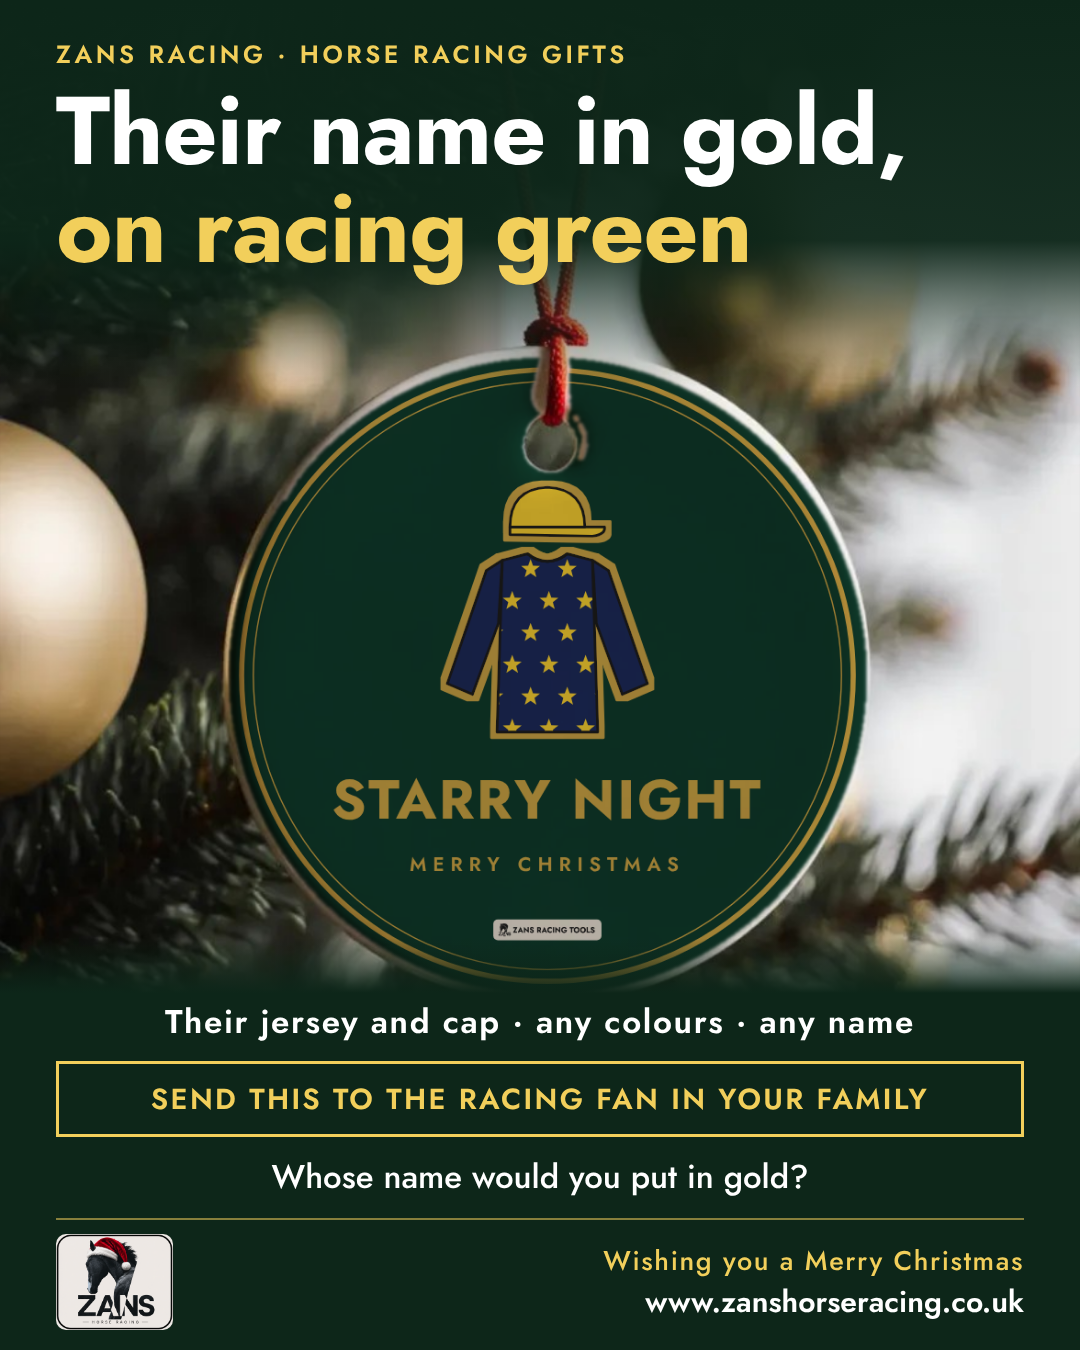 ZANS RACING · HORSE RACING GIFTS
Their name in gold,
on racing green
STARRY NIGHT
MERRY CHRISTMAS
ZANS RACING TOOLS
Their jersey and cap · any colours · any name
SEND THIS TO THE RACING FAN IN YOUR FAMILY
Whose name would you put in gold?
ZANS
HORSE RACING
Wishing you a Merry Christmas
www.zanshorseracing.co.uk